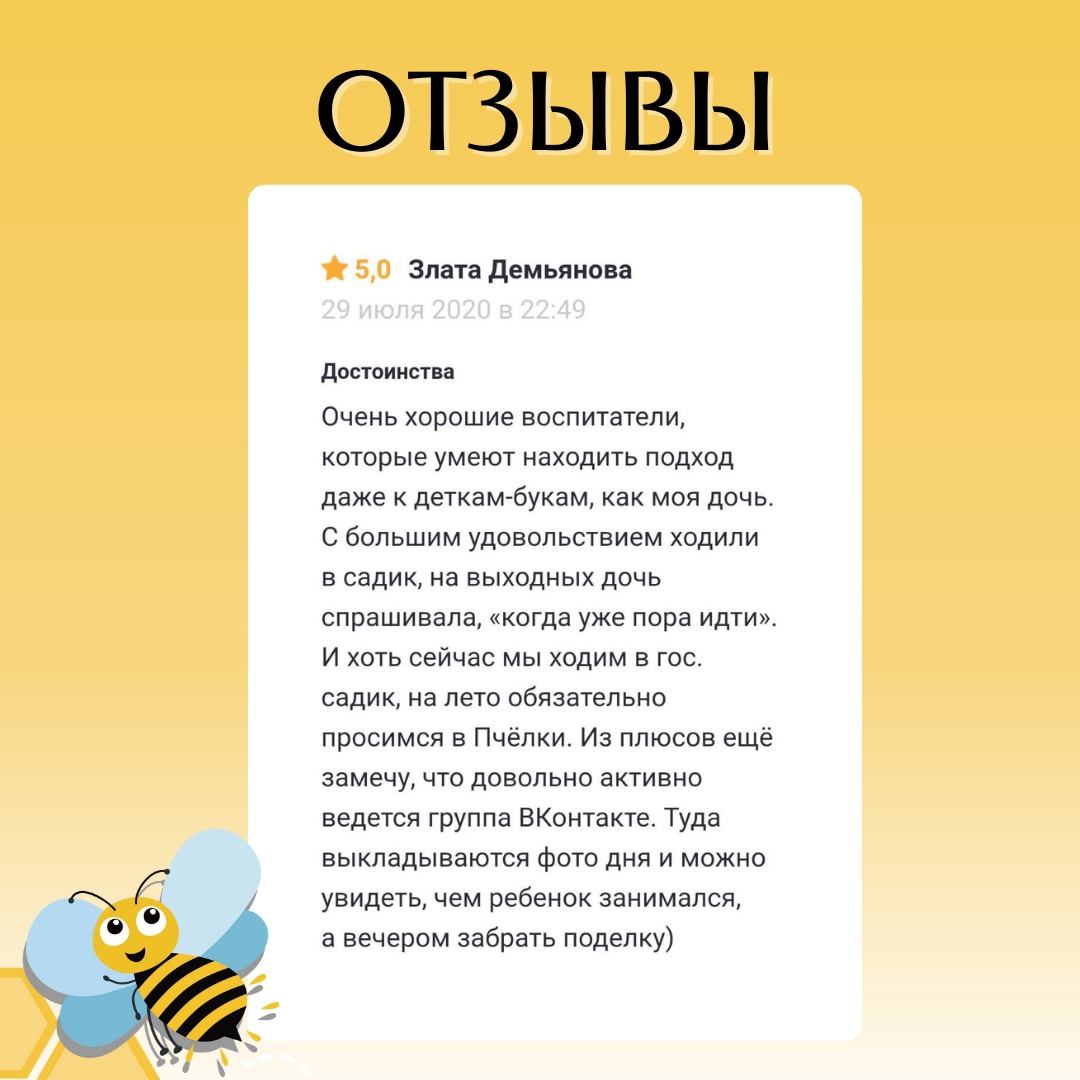 ОТЗЫВЫ
5,0 Злата Демьянова
29 июля 2020 в 22:49
Достоинства
Очень хорошие воспитатели,
которые умеют находить подход
даже к деткам-букам, как моя дочь.
С большим удовольствием ходили
в садик, на выходных дочь
спрашивала, «когда уже пора идти».
И хоть сейчас мы ходим в гос.
садик, на лето обязательно
просимся в Пчёлки. Из плюсов ещё
замечу, что довольно активно
ведется группа ВКонтакте. Туда
выкладываются фото дня и можно
увидеть, чем ребенок занимался,
а вечером забрать поделку)